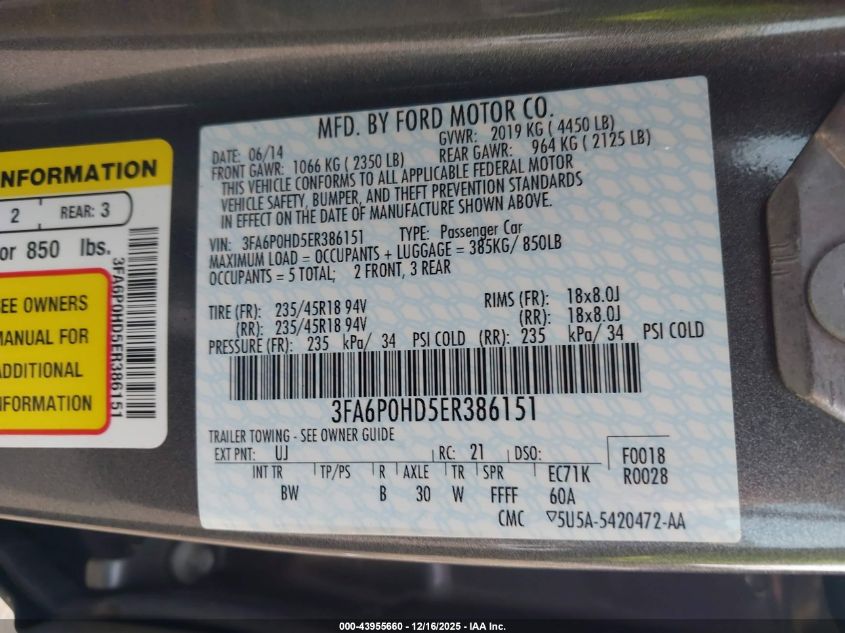 NFORMATION
2 REAR: 3
or 850 lbs.
EE OWNERS
MANUAL FOR
ADDITIONAL
NFORMATION
3FA6P0HD5ER386151
MFD. BY FORD MOTOR CO.
DATE: 06/14 GVWR: 2019 KG ( 4450 LB)
FRONT GAWR: 1066 KG ( 2350 LB) REAR GAWR: 964 KG ( 2125 LB)
THIS VEHICLE CONFORMS TO ALL APPLICABLE FEDERAL MOTOR
VEHICLE SAFETY, BUMPER, AND THEFT PREVENTION STANDARDS
IN EFFECT ON THE DATE OF MANUFACTURE SHOWN ABOVE.
VIN: 3FA6P0HD5ER386151 TYPE: Passenger Car
MAXIMUM LOAD = OCCUPANTS + LUGGAGE = 385KG/ 850LB
OCCUPANTS = 5 TOTAL; 2 FRONT, 3 REAR
TIRE (FR): 235/45R18 94V RIMS (FR): 18x8.0J
(RR): 235/45R18 94V (RR): 18x8.0J
PRESSURE (FR): 235 kPa/ 34 PSI COLD (RR): 235 kPa/ 34 PSI COLD
3FA6P0HD5ER386151
TRAILER TOWING - SEE OWNER GUIDE
EXT PNT: UJ RC: 21 DSO: F0018
R0028
INT TR TP/PS R AXLE TR SPR EC71K
BW B 30 W FFFF 60A
CMC ▽5U5A-5420472-AA
000-43955660 - 12/16/2025 - IAA Inc.